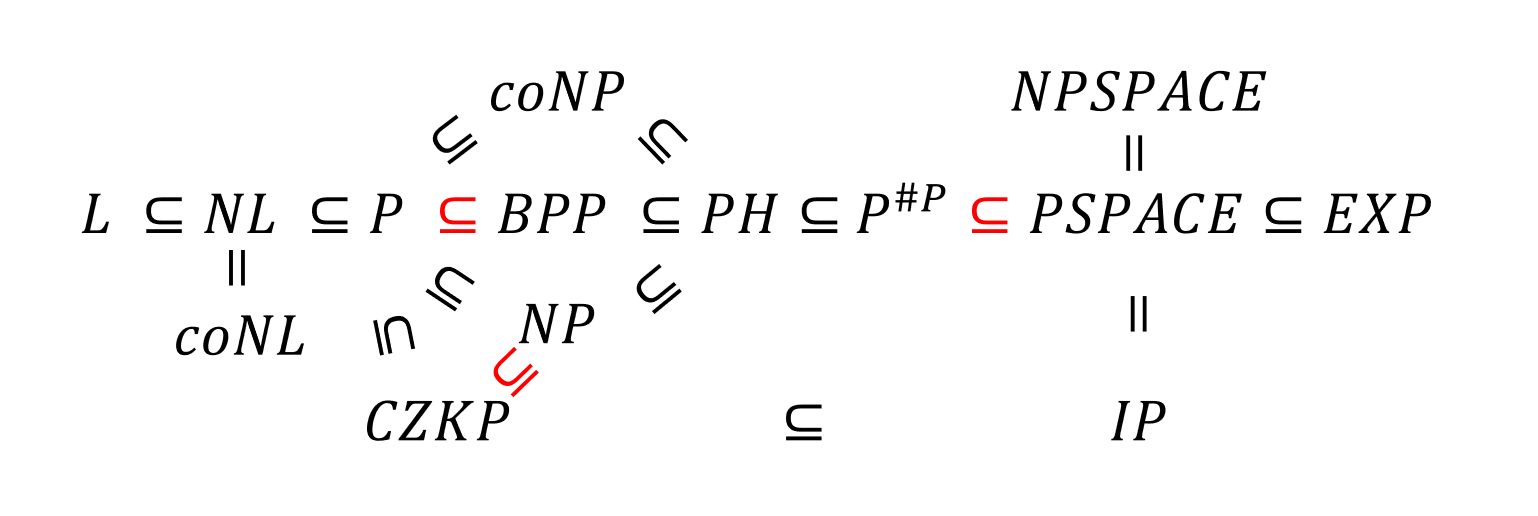 coNP NPSPACE
⊆ ⊆ =
L ⊆ NL ⊆ P ⊆ BPP ⊆ PH ⊆ P^#P ⊆ PSPACE ⊆ EXP
= ⊆ ⊆ =
coNL ⊆ NP
⊆
CZKP ⊆ IP